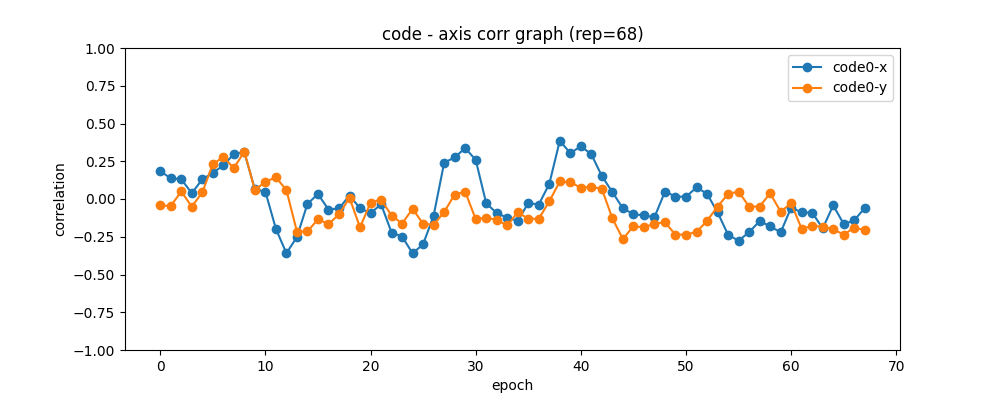 code - axis corr graph (rep=68)
1.00
0.75
0.50
0.25
0.00
−0.25
−0.50
−0.75
−1.00
correlation
code0-x
code0-y
0 10 20 30 40 50 60 70
epoch